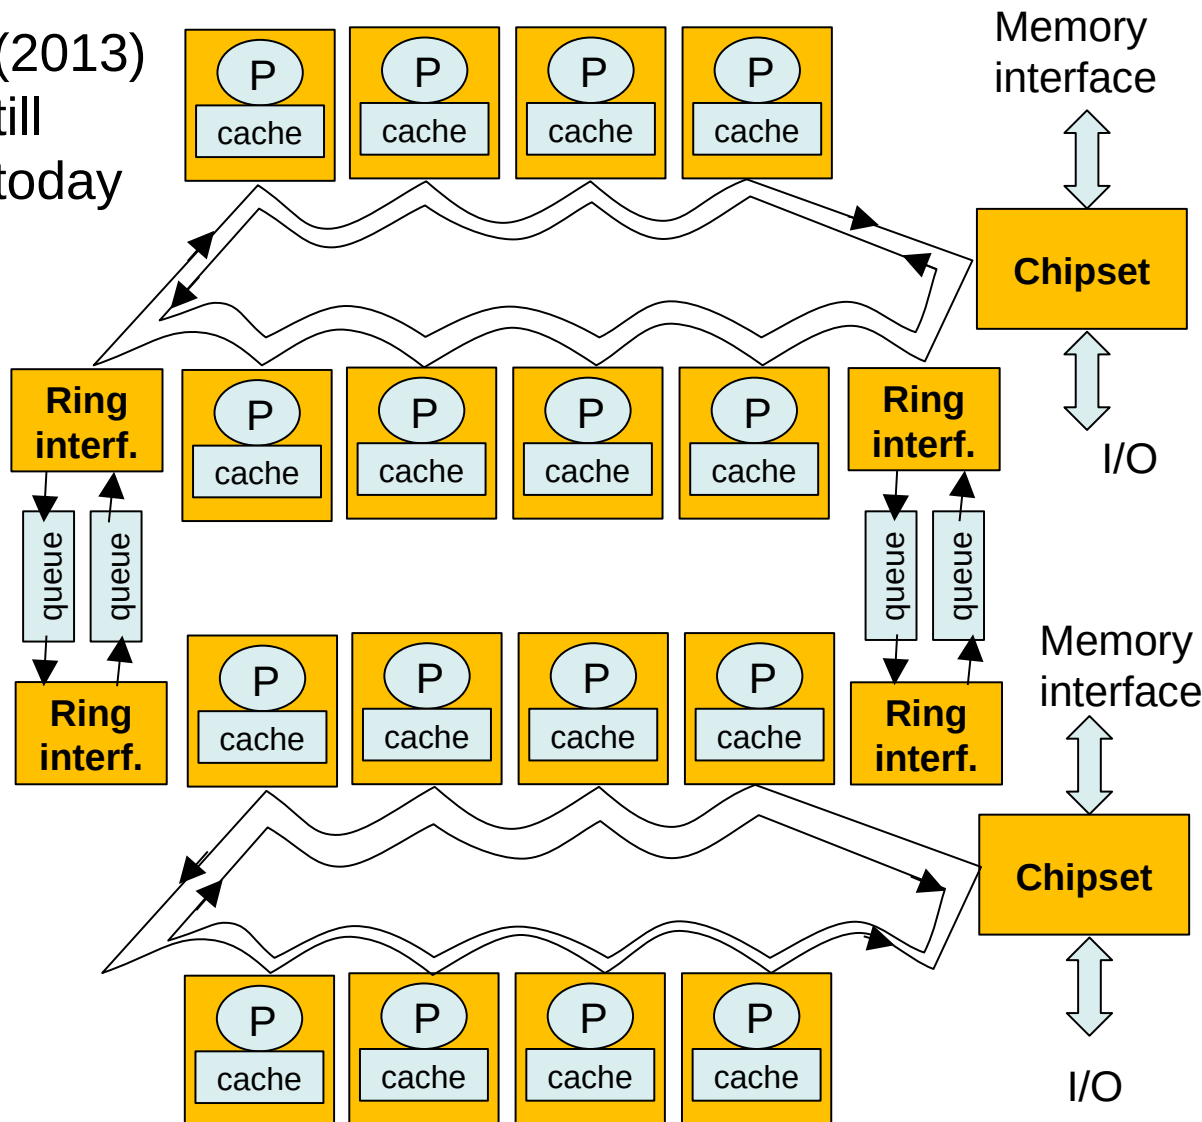 (2013)
till
today
P
cache
P
cache
P
cache
P
cache
Memory
interface
Chipset
I/O
Ring
interf.
P
cache
P
cache
P
cache
P
cache
Ring
interf.
queue
queue
queue
queue
Ring
interf.
P
cache
P
cache
P
cache
P
cache
Ring
interf.
Memory
interface
Chipset
I/O
P
cache
P
cache
P
cache
P
cache